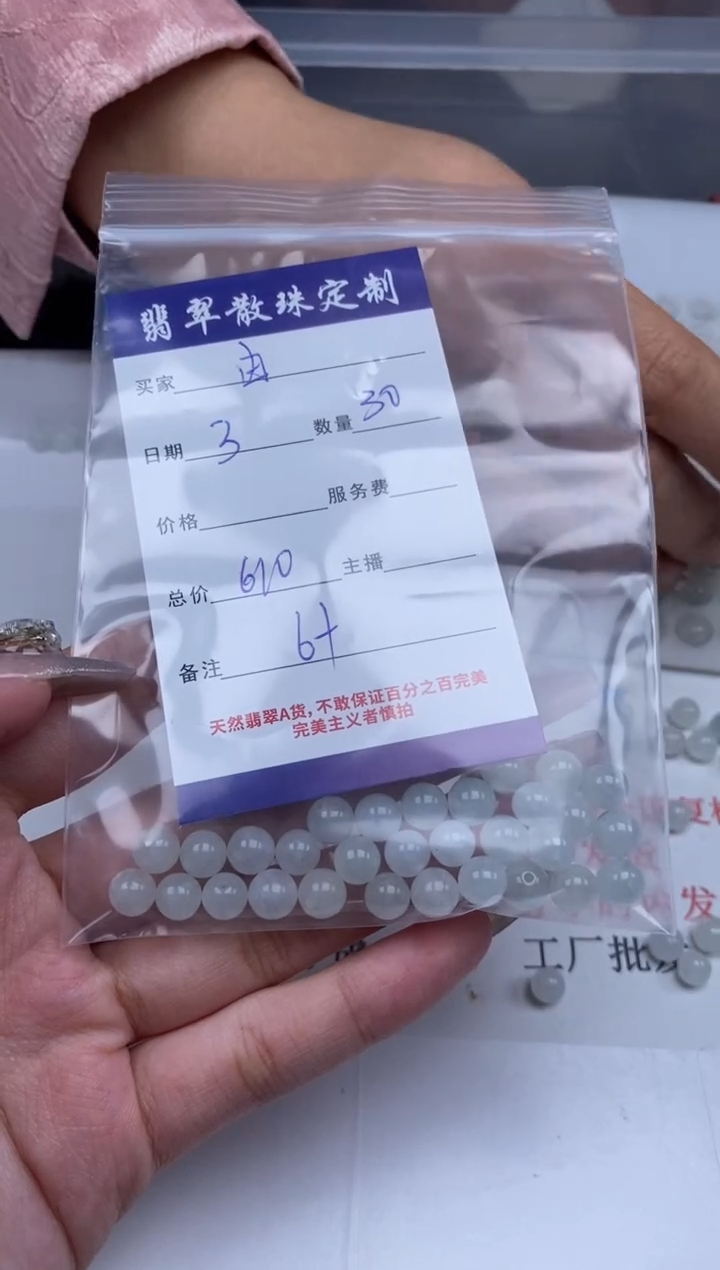 翡翠散珠定制
买家 由
日期 3 数量 30
价格 服务费
总价 610 主播
备注 6+
天然翡翠A货,不敢保证百分之百完美
完美主义者慎拍
发
工厂批发